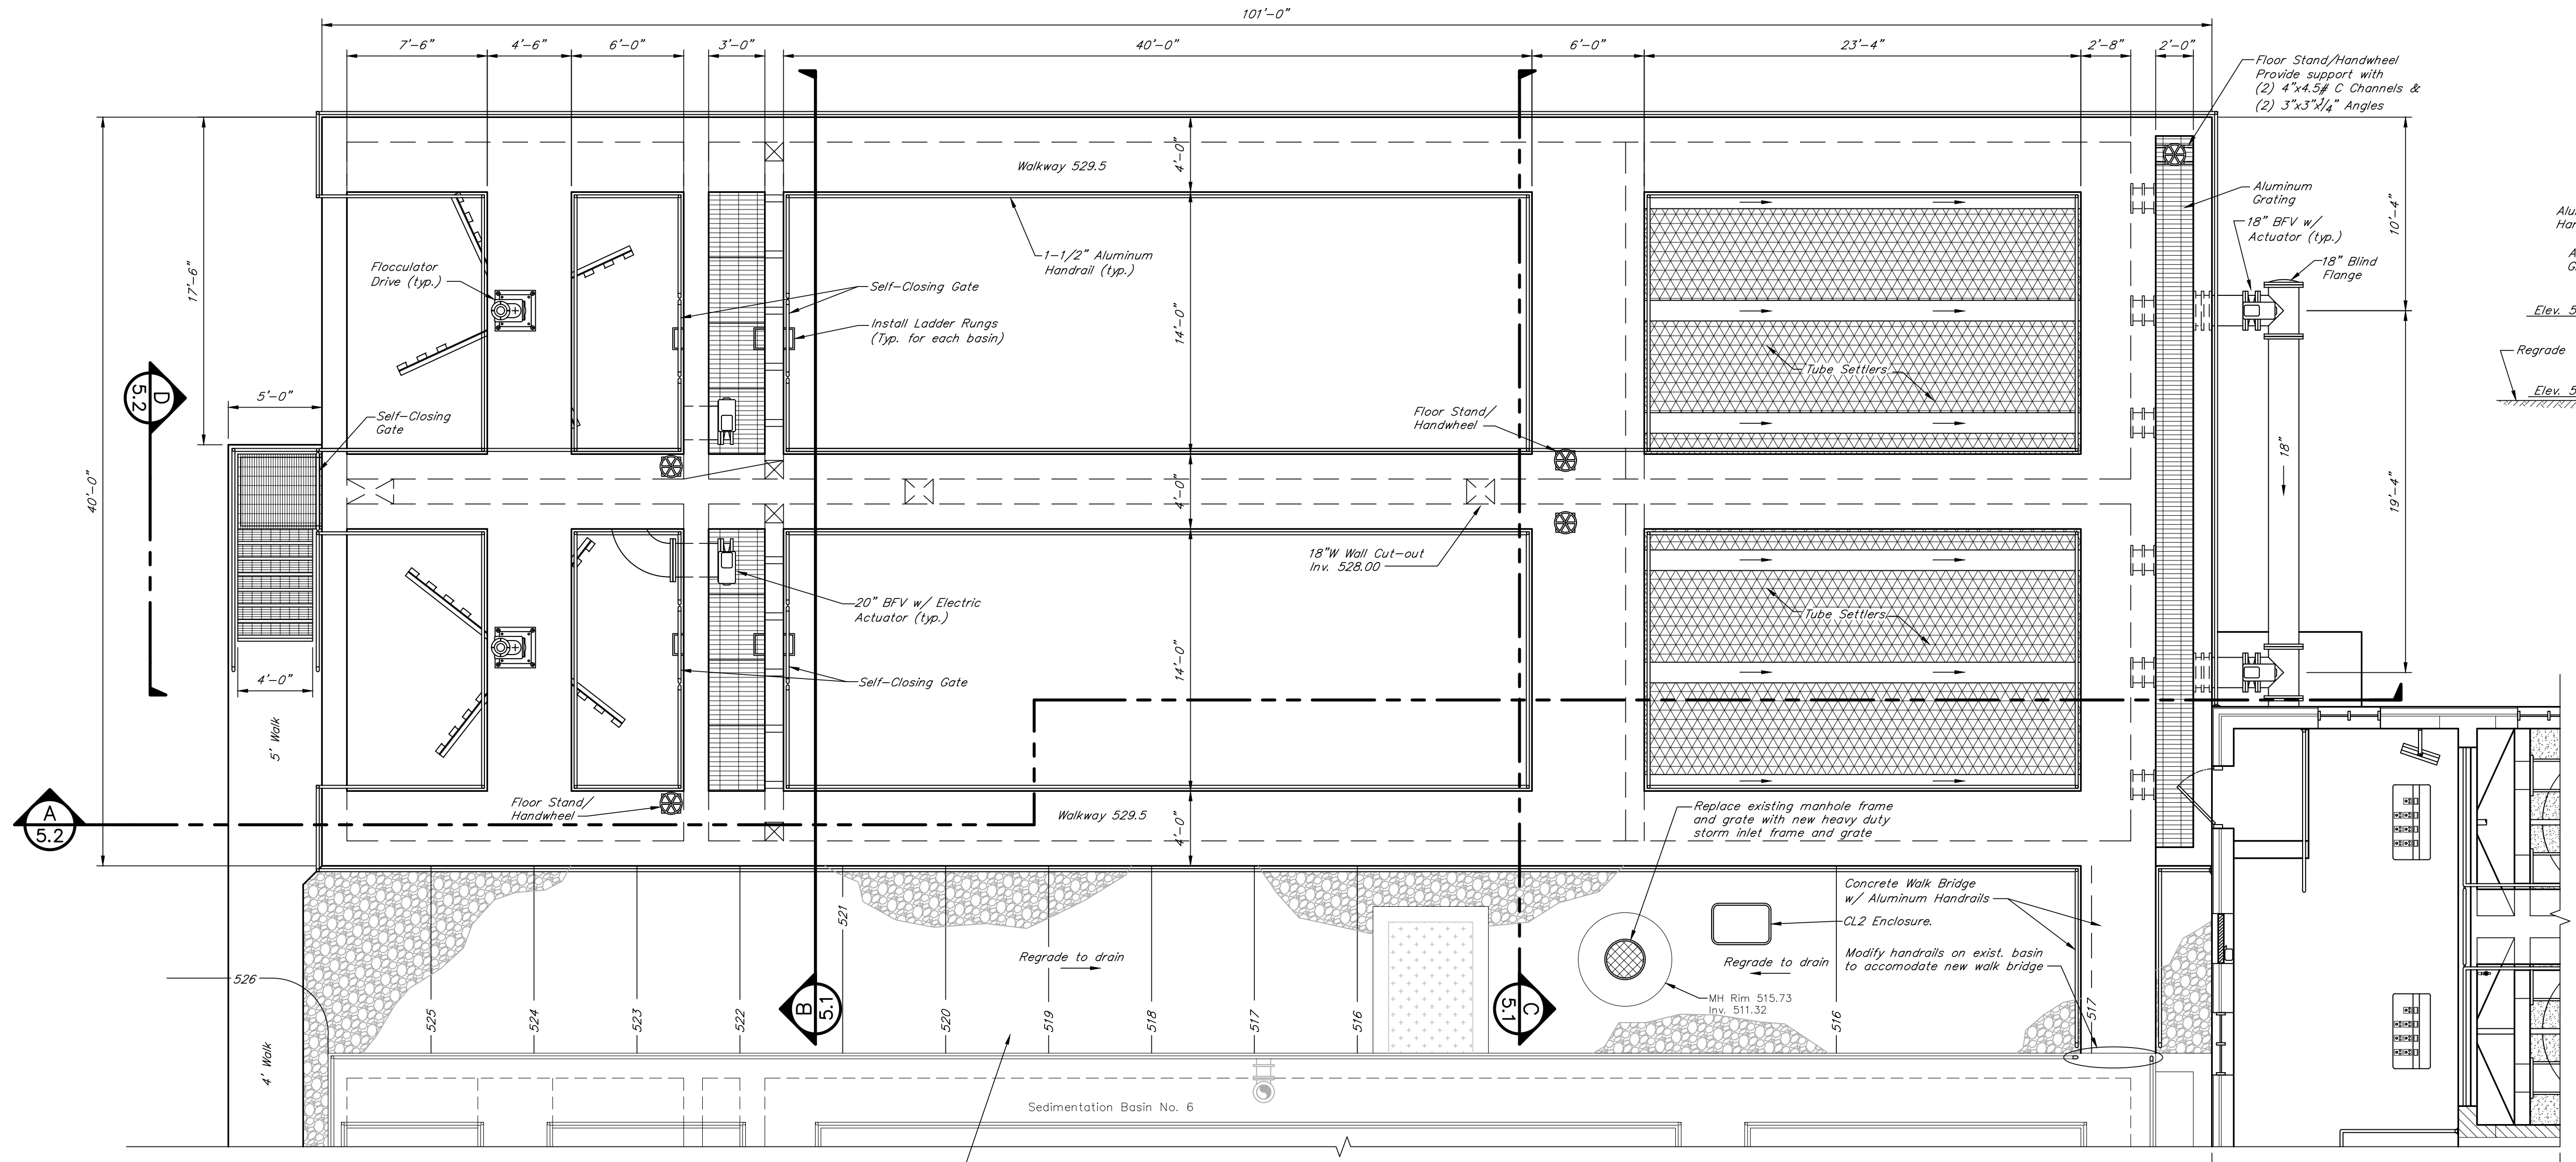 101'-0"
7'-6"
4'-6"
6'-0"
3'-0"
40'-0"
6'-0"
23'-4"
2'-8"
2'-0"
Floor Stand/Handwheel
Provide support with
(2) 4"x4.5# C Channels &
(2) 3"x3"x1/4" Angles
Walkway 529.5
4'-0"
Aluminum
Grating
18" BFV w/
Actuator (typ.)
18" Blind
Flange
10'-4"
17'-6"
Flocculator
Drive (typ.)
1-1/2" Aluminum
Handrail (typ.)
Self-Closing Gate
Install Ladder Rungs
(Typ. for each basin)
14'-0"
Tube Settlers
Elev. 5
Regrade
Elev. 5
D
5.2
5'-0"
Self-Closing
Gate
Floor Stand/
Handwheel
18"
40'-0"
4'-0"
19'-4"
18"W Wall Cut-out
Inv. 528.00
20" BFV w/ Electric
Actuator (typ.)
Tube Settlers
4'-0"
Self-Closing Gate
14'-0"
5' Walk
A
5.2
Floor Stand/
Handwheel
Walkway 529.5
4'-0"
Replace existing manhole frame
and grate with new heavy duty
storm inlet frame and grate
Concrete Walk Bridge
w/ Aluminum Handrails
CL2 Enclosure.
Modify handrails on exist. basin
to accomodate new walk bridge
521
Regrade to drain
Regrade to drain
526
MH Rim 515.73
Inv. 511.32
B
5.1
C
5.1
525
524
523
522
520
519
518
517
516
516
517
4' Walk
Sedimentation Basin No. 6